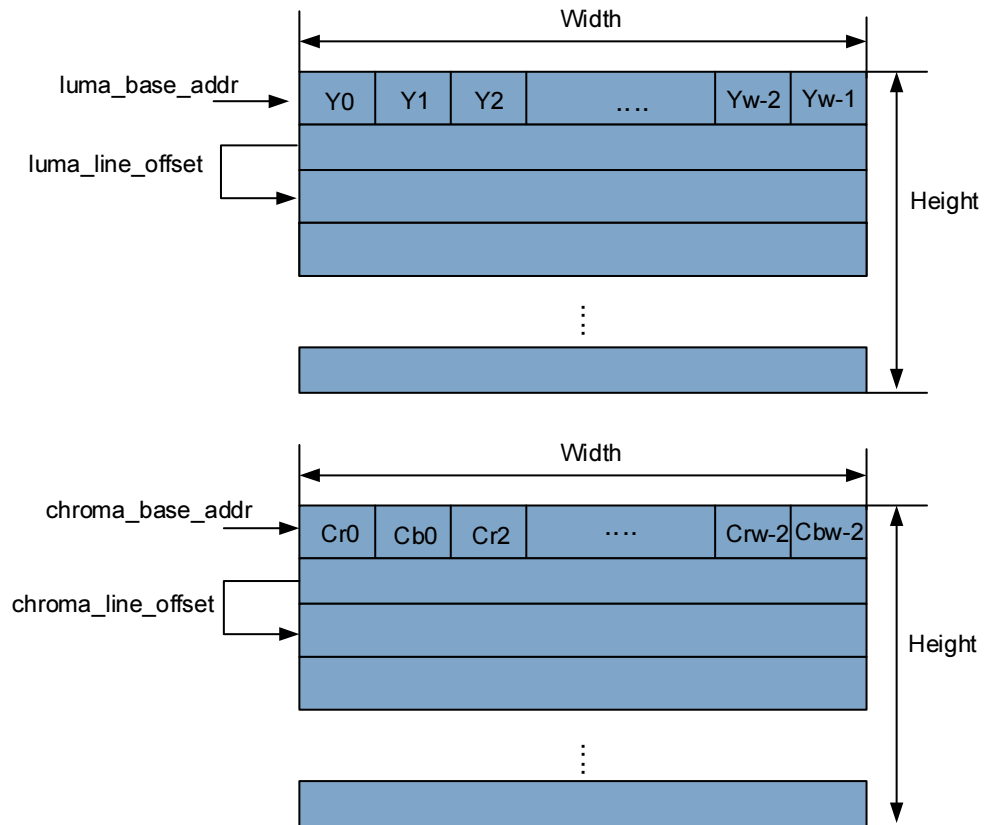 Width
luma_base_addr
Y0 Y1 Y2 .... Yw-2 Yw-1
luma_line_offset
Height
Width
chroma_base_addr
Cr0 Cb0 Cr2 .... Crw-2 Cbw-2
chroma_line_offset
Height